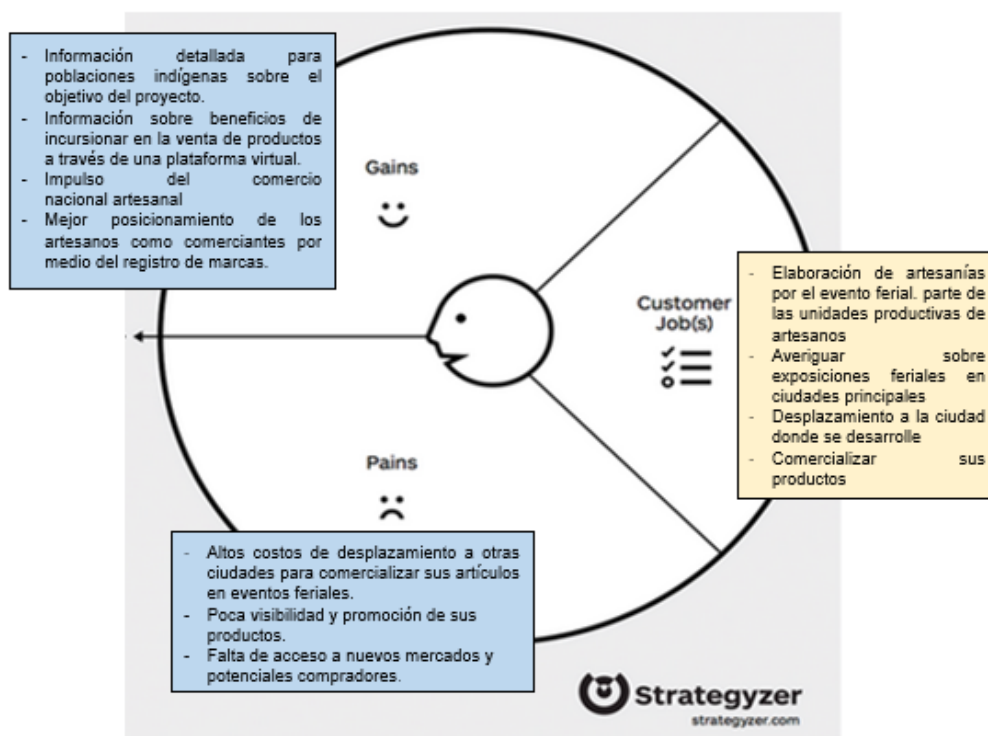 - Información detallada para
poblaciones indígenas sobre el
objetivo del proyecto.
- Información sobre beneficios de
incursionar en la venta de productos
a través de una plataforma virtual.
- Impulso del comercio
nacional artesanal
- Mejor posicionamiento de los
artesanos como comerciantes por
medio del registro de marcas.
Gains
Customer
Job(s)
- Elaboración de artesanías
por el evento ferial. parte de
las unidades productivas de
artesanos
- Averiguar sobre
exposiciones feriales en
ciudades principales
- Desplazamiento a la ciudad
donde se desarrolle
- Comercializar sus
productos
Pains
- Altos costos de desplazamiento a otras
ciudades para comercializar sus artículos
en eventos feriales.
- Poca visibilidad y promoción de sus
productos.
- Falta de acceso a nuevos mercados y
potenciales compradores.
Strategyzer
strategyzer.com